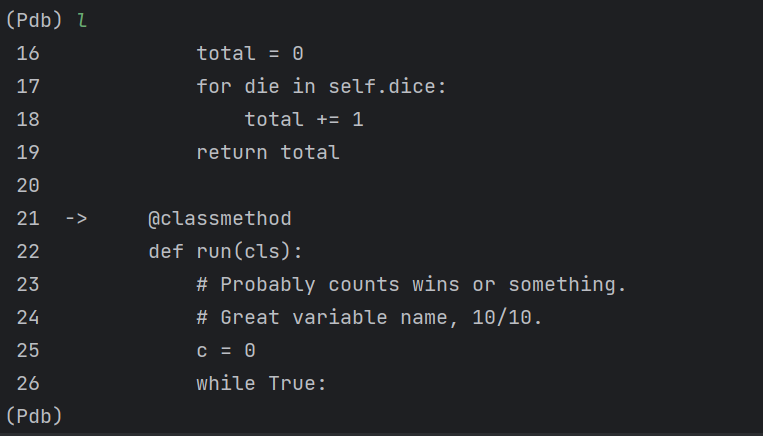 (Pdb) l
 16             total = 0
 17             for die in self.dice:
 18                 total += 1
 19             return total
 20
 21  ->     @classmethod
 22         def run(cls):
 23             # Probably counts wins or something.
 24             # Great variable name, 10/10.
 25             c = 0
 26             while True:
(Pdb)